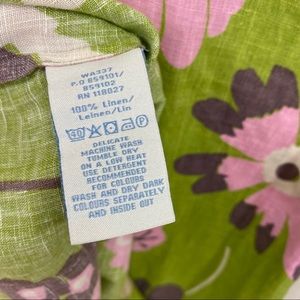 WA337
P.O 859101/
859102
RN 118027
100% Linen/
Leinen/Lin
40 P
DELICATE
MACHINE WASH
TUMBLE DRY
ON A LOW HEAT
USE DETERGENT
RECOMMENDED
FOR COLOURS
WASH AND DRY DARK
COLOURS SEPARATELY
AND INSIDE OUT